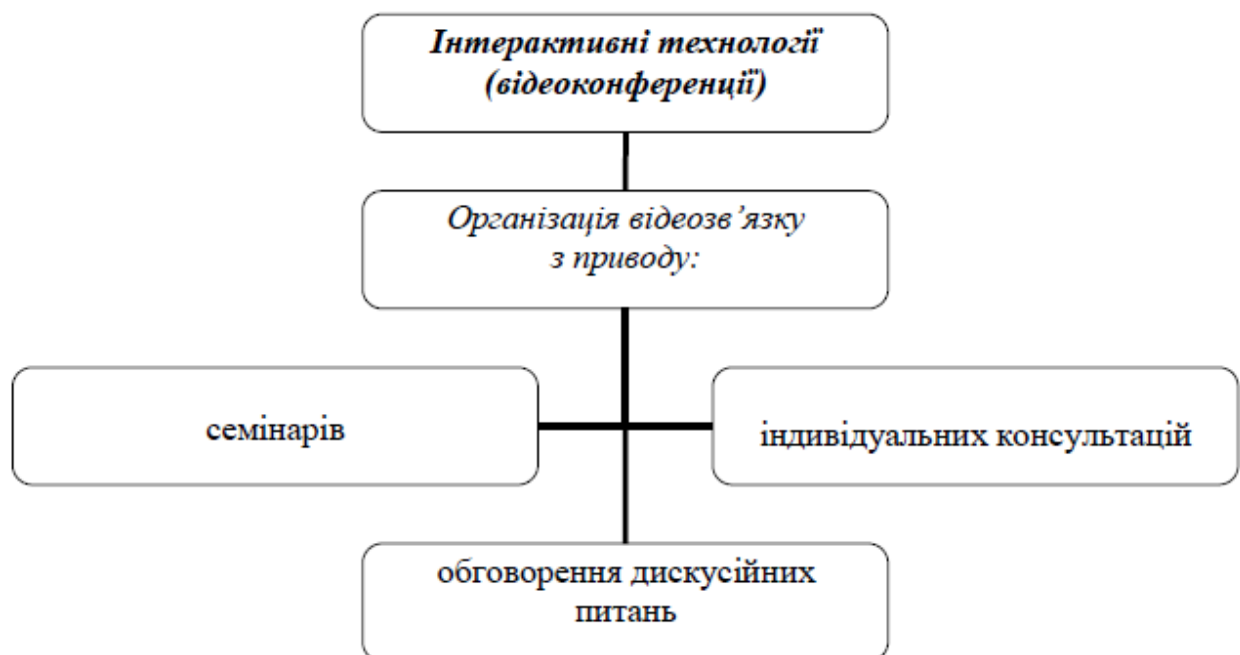 Інтерактивні технології
(відеоконференції)
Організація відеозв’язку
з приводу:
семінарів
індивідуальних консультацій
обговорення дискусійних
питань